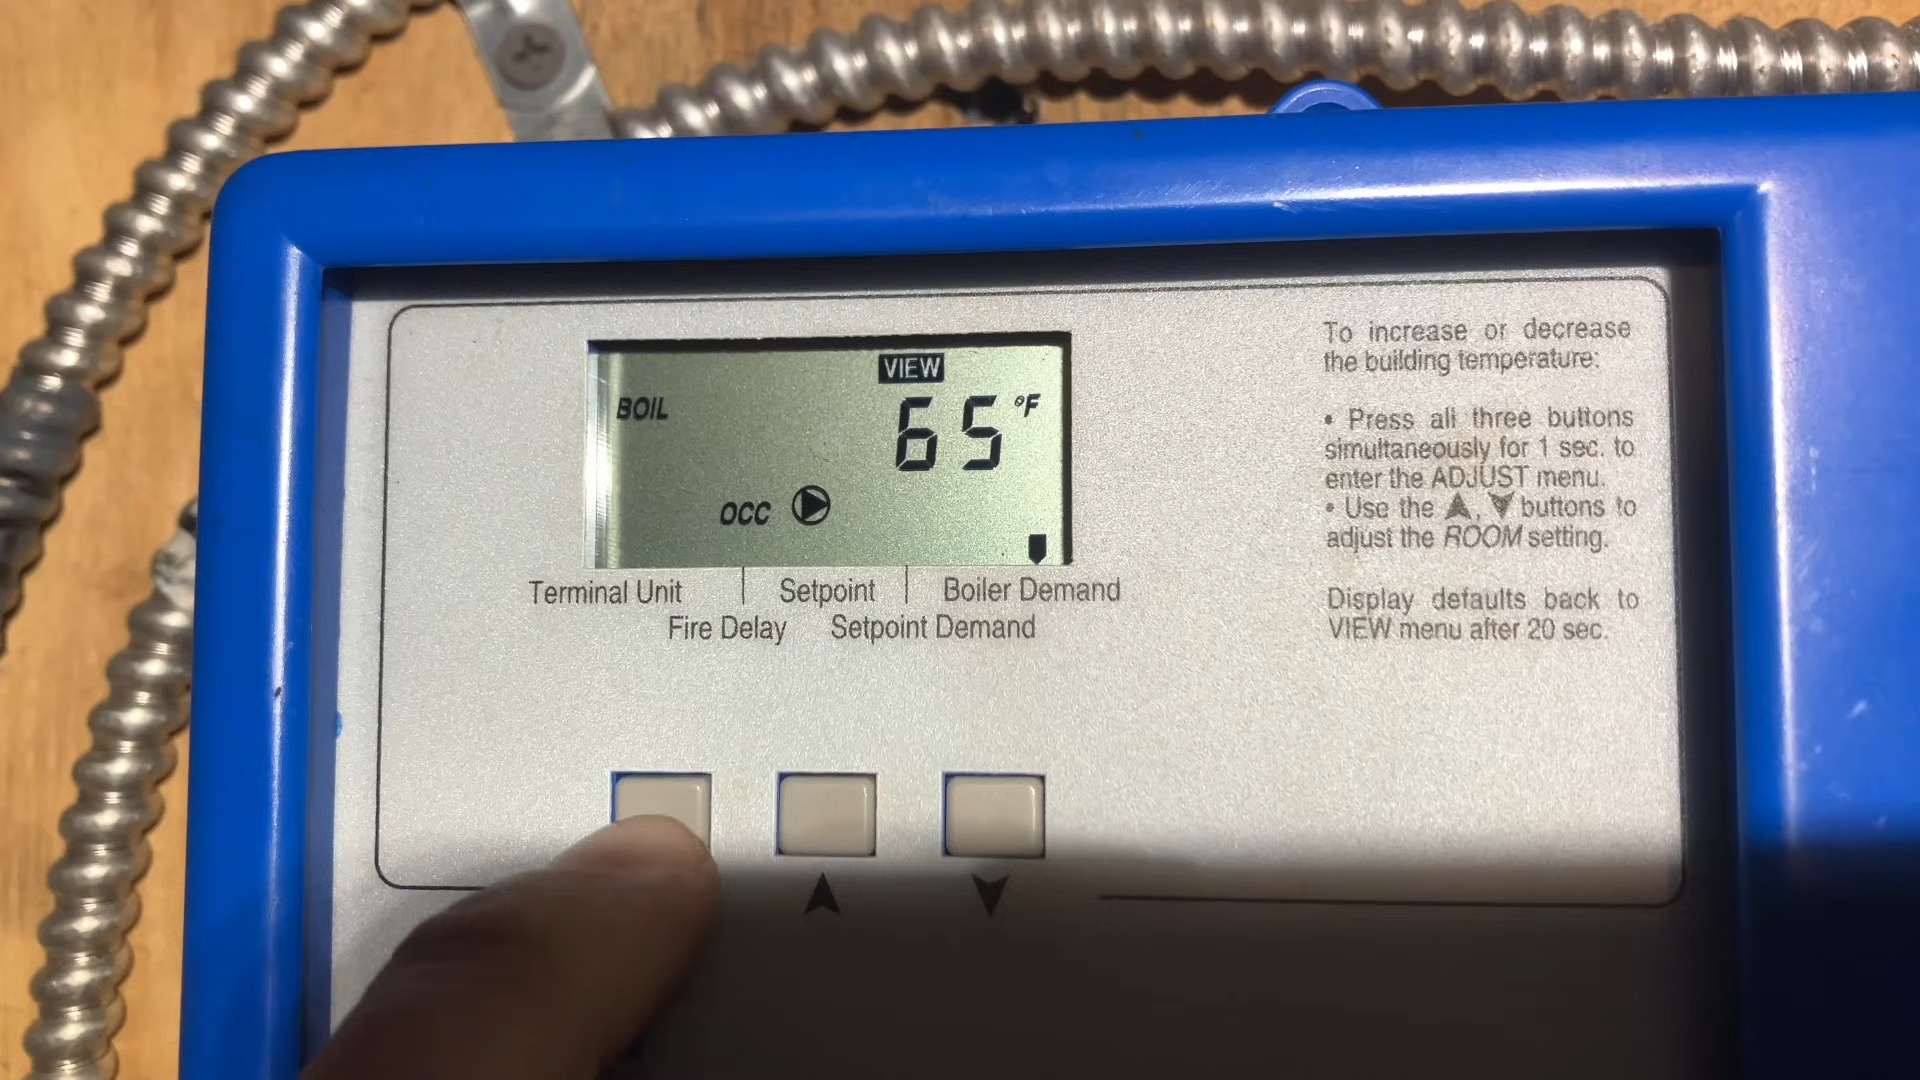 VIEW
BOIL 65 °F
OCC
Terminal Unit Setpoint Boiler Demand
Fire Delay Setpoint Demand
To increase or decrease
the building temperature:
• Press all three buttons
simultaneously for 1 sec. to
enter the ADJUST menu.
• Use the ▲, ▼ buttons to
adjust the ROOM setting.
Display defaults back to
VIEW menu after 20 sec.